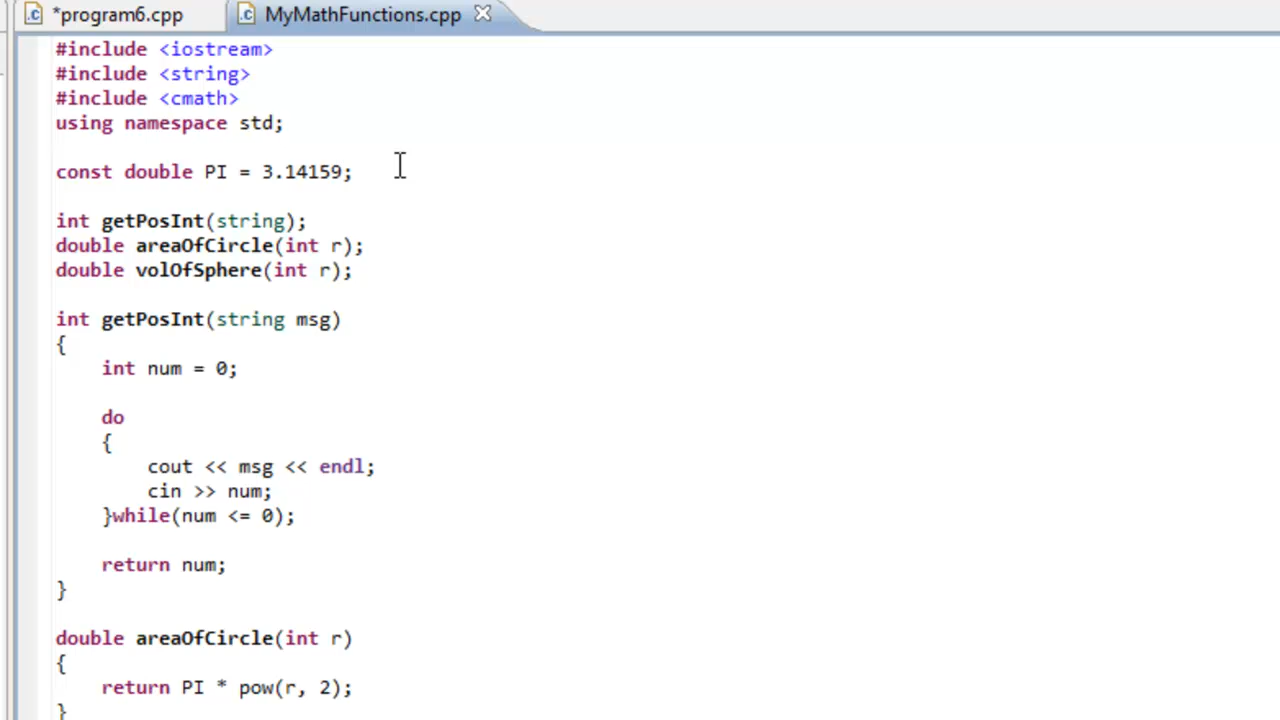 *program6.cpp MyMathFunctions.cpp
#include <iostream>
#include <string>
#include <cmath>
using namespace std;
const double PI = 3.14159;
int getPosInt(string);
double areaOfCircle(int r);
double volOfSphere(int r);
int getPosInt(string msg)
{
    int num = 0;
    do
    {
        cout << msg << endl;
        cin >> num;
    }while(num <= 0);
    return num;
}
double areaOfCircle(int r)
{
    return PI * pow(r, 2);
}